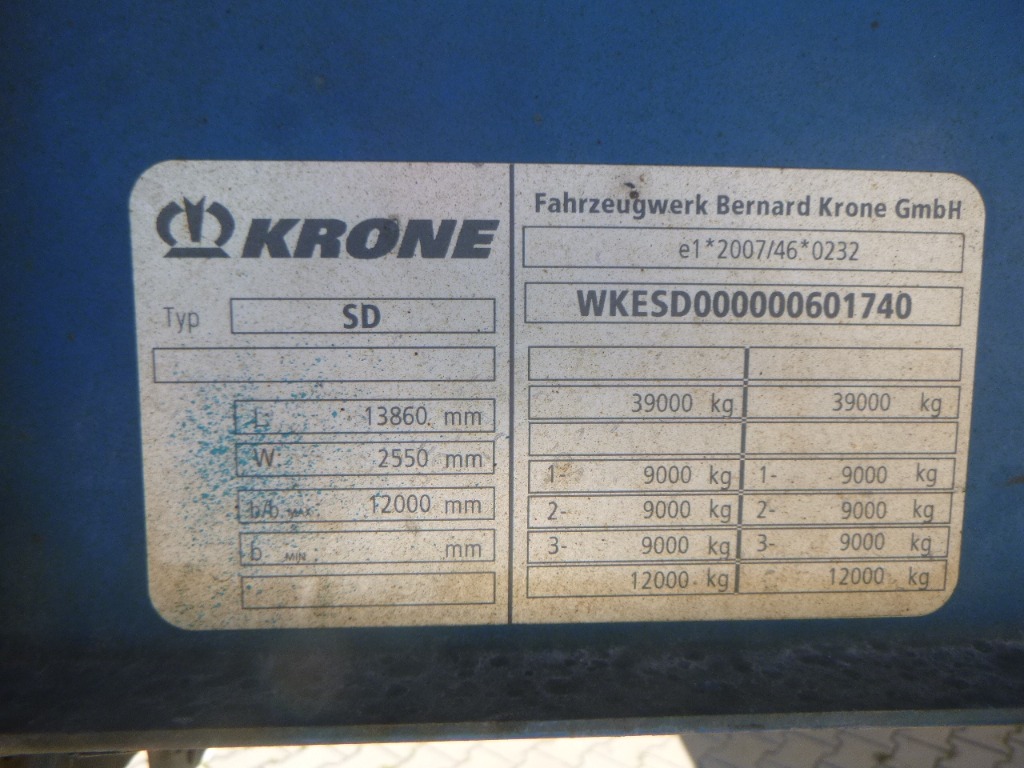 KRONE
Typ SD
L 13860 mm
W 2550 mm
b/b MAX 12000 mm
b MIN : mm
Fahrzeugwerk Bernard Krone GmbH
e1*2007/46*0232
WKESD000000601740
39000 kg 39000 kg
1- 9000 kg 1- 9000 kg
2- 9000 kg 2- 9000 kg
3- 9000 kg 3- 9000 kg
12000 kg 12000 kg